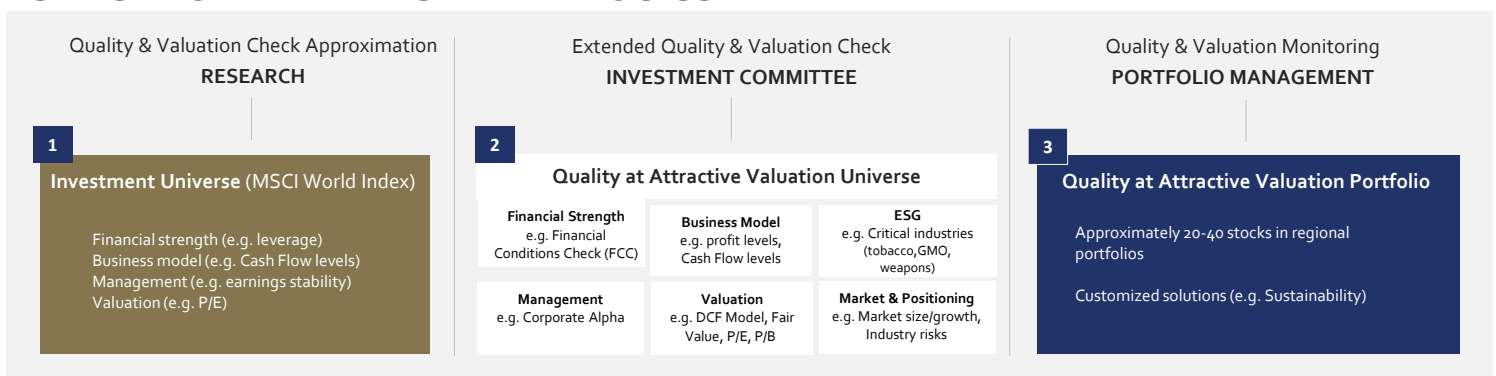 Quality & Valuation Check Approximation
RESEARCH
1
Investment Universe (MSCI World Index)
Financial strength (e.g. leverage)
Business model (e.g. Cash Flow levels)
Management (e.g. earnings stability)
Valuation (e.g. P/E)
Extended Quality & Valuation Check
INVESTMENT COMMITTEE
2
Quality at Attractive Valuation Universe
Financial Strength
e.g. Financial
Conditions Check (FCC)
Business Model
e.g. profit levels,
Cash Flow levels
ESG
e.g. Critical industries
(tobacco,GMO,
weapons)
Management
e.g. Corporate Alpha
Valuation
e.g. DCF Model, Fair
Value, P/E, P/B
Market & Positioning
e.g. Market size/growth,
Industry risks
Quality & Valuation Monitoring
PORTFOLIO MANAGEMENT
3
Quality at Attractive Valuation Portfolio
Approximately 20-40 stocks in regional
portfolios
Customized solutions (e.g. Sustainability)